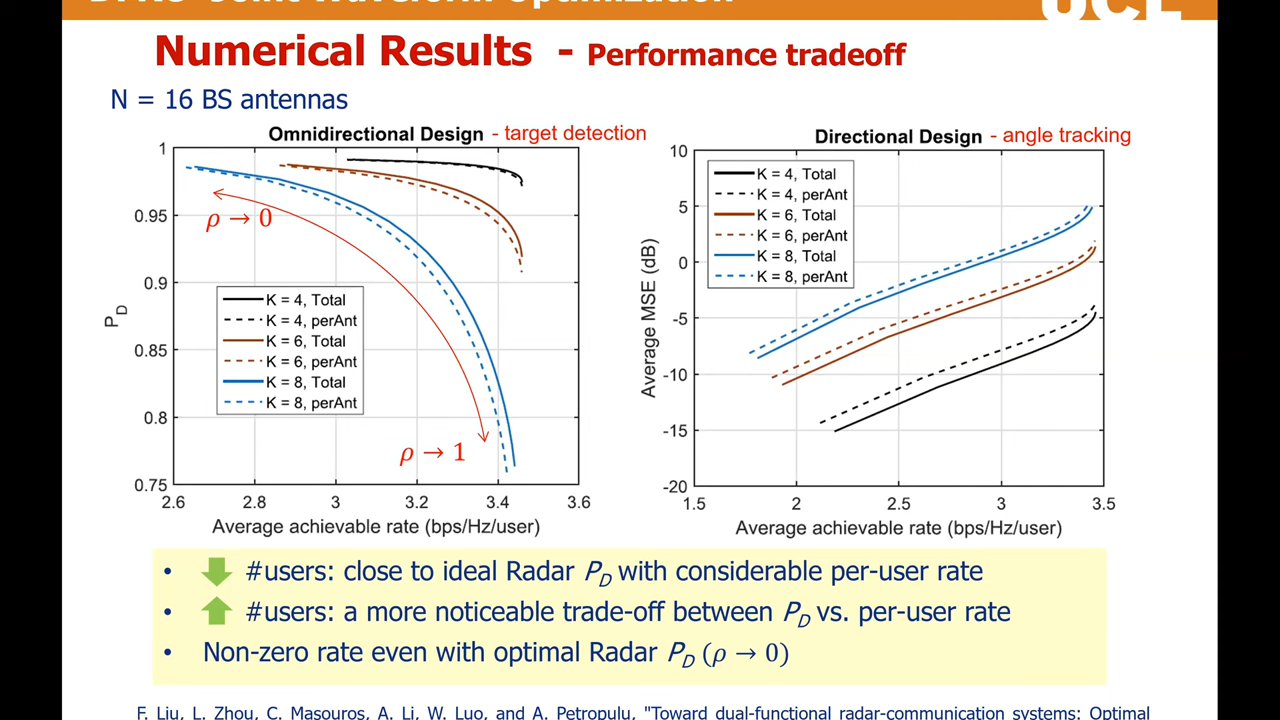 Numerical Results - Performance tradeoff
N = 16 BS antennas
Omnidirectional Design - target detection
1
0.95
0.9
0.85
0.8
0.75
P_D
2.6 2.8 3 3.2 3.4 3.6
Average achievable rate (bps/Hz/user)
ρ → 0
ρ → 1
K = 4, Total
K = 4, perAnt
K = 6, Total
K = 6, perAnt
K = 8, Total
K = 8, perAnt
Directional Design - angle tracking
10
5
0
-5
-10
-15
-20
Average MSE (dB)
1.5 2 2.5 3 3.5
Average achievable rate (bps/Hz/user)
K = 4, Total
K = 4, perAnt
K = 6, Total
K = 6, perAnt
K = 8, Total
K = 8, perAnt
• #users: close to ideal Radar P_D with considerable per-user rate
• #users: a more noticeable trade-off between P_D vs. per-user rate
• Non-zero rate even with optimal Radar P_D (ρ → 0)
F. Liu, L. Zhou, C. Masouros, A. Li, W. Luo, and A. Petropulu, "Toward dual-functional radar-communication systems: Optimal